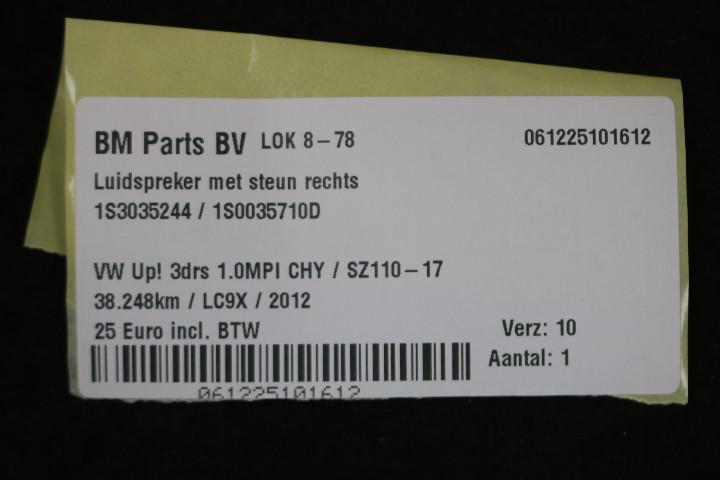 BM Parts BV LOK 8-78 061225101612
Luidspreker met steun rechts
1S3035244 / 1S0035710D
VW Up! 3drs 1.0MPI CHY / SZ110-17
38.248km / LC9X / 2012
25 Euro incl. BTW Verz: 10
Aantal: 1
061225101612